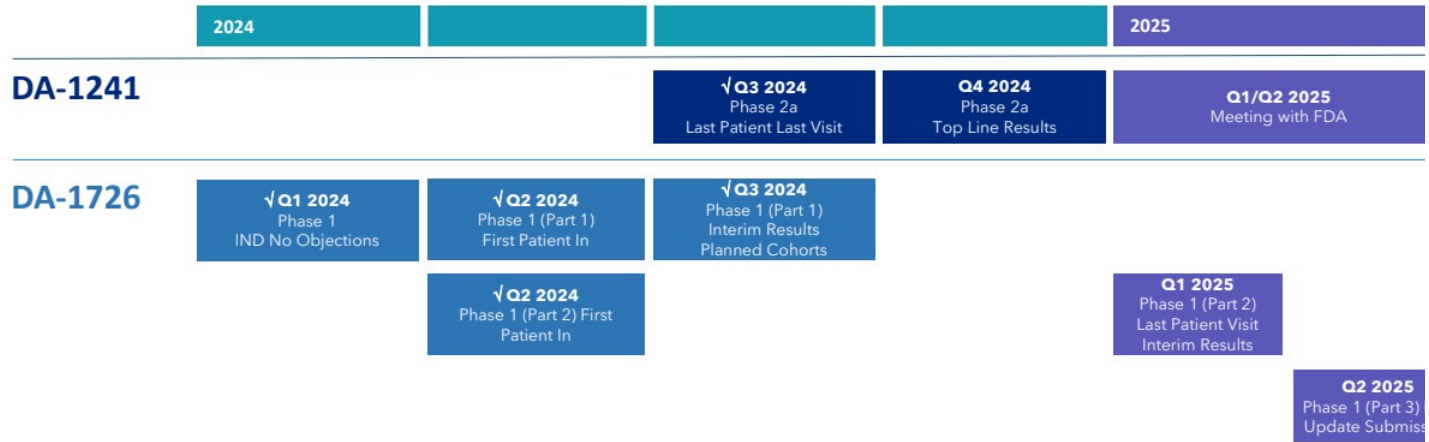 2024
2025
DA-1241
√ Q3 2024
Phase 2a
Last Patient Last Visit
Q4 2024
Phase 2a
Top Line Results
Q1/Q2 2025
Meeting with FDA
DA-1726
√ Q1 2024
Phase 1
IND No Objections
√ Q2 2024
Phase 1 (Part 1)
First Patient In
√ Q3 2024
Phase 1 (Part 1)
Interim Results
Planned Cohorts
√ Q2 2024
Phase 1 (Part 2) First
Patient In
Q1 2025
Phase 1 (Part 2)
Last Patient Visit
Interim Results
Q2 2025
Phase 1 (Part 3)
Update